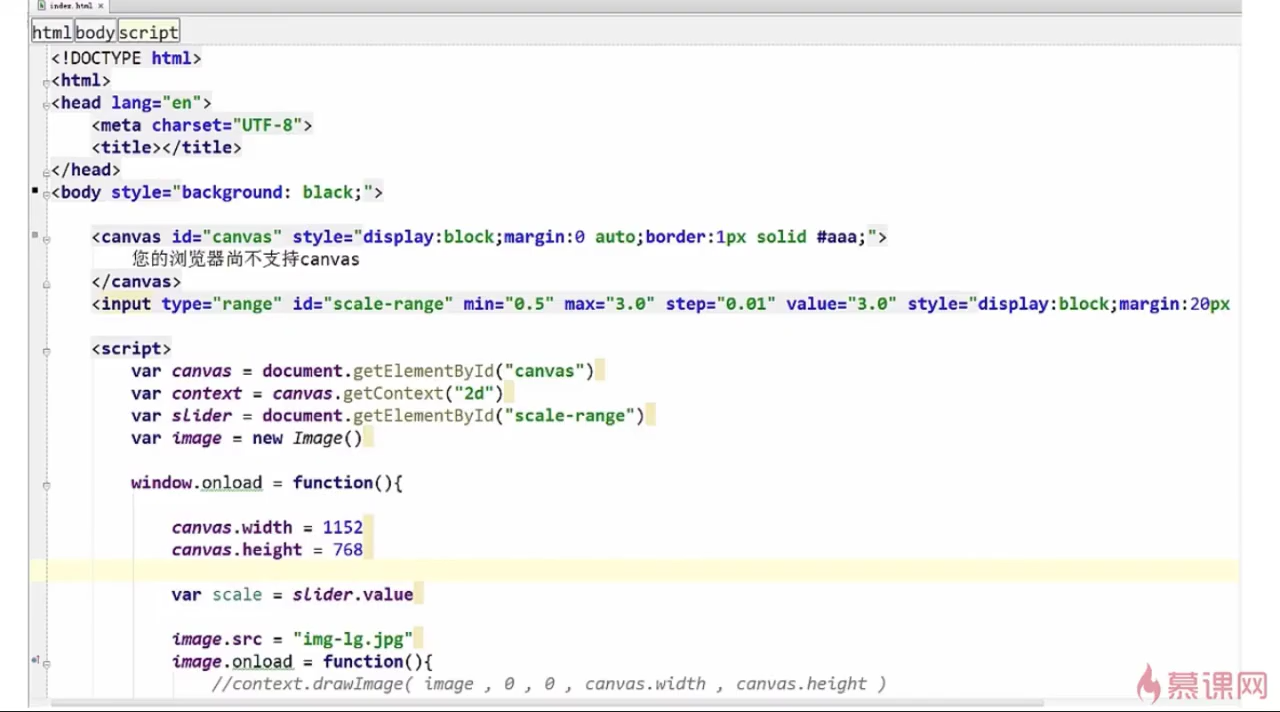 index.html ×
html body script
<!DOCTYPE html>
<html>
<head lang="en">
<meta charset="UTF-8">
<title></title>
</head>
<body style="background: black;">
<canvas id="canvas" style="display:block;margin:0 auto;border:1px solid #aaa;">
您的浏览器尚不支持canvas
</canvas>
<input type="range" id="scale-range" min="0.5" max="3.0" step="0.01" value="3.0" style="display:block;margin:20px
<script>
var canvas = document.getElementById("canvas")
var context = canvas.getContext("2d")
var slider = document.getElementById("scale-range")
var image = new Image()
window.onload = function(){
canvas.width = 1152
canvas.height = 768
var scale = slider.value
image.src = "img-lg.jpg"
image.onload = function(){
//context.drawImage( image , 0 , 0 , canvas.width , canvas.height )
慕课网